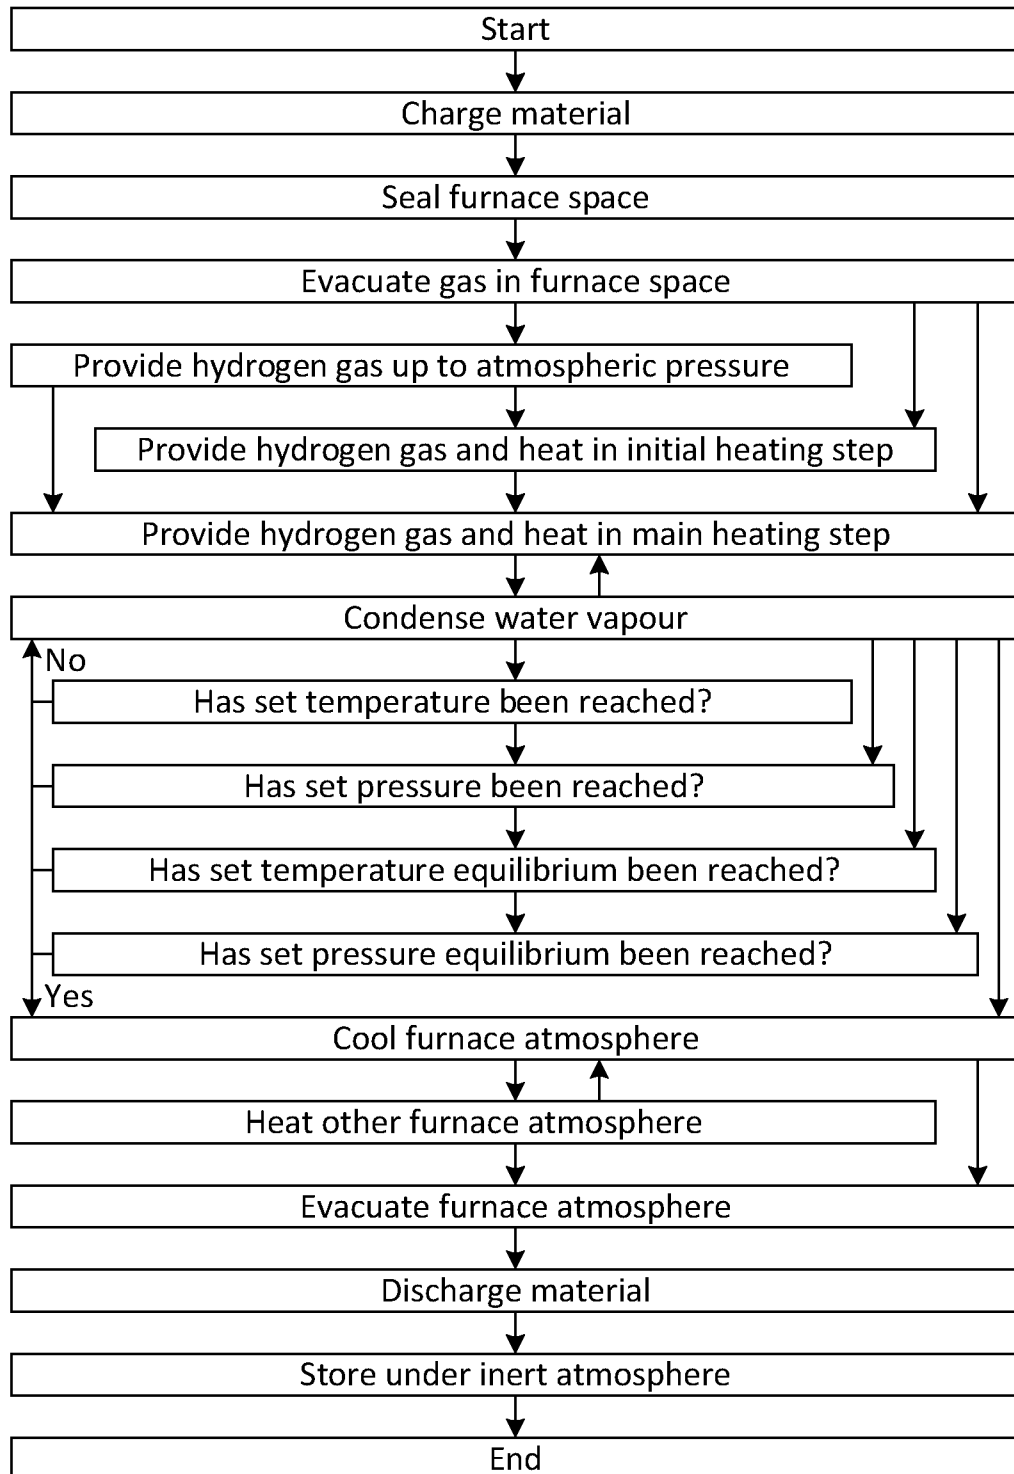 Start
Charge material
Seal furnace space
Evacuate gas in furnace space
Provide hydrogen gas up to atmospheric pressure
Provide hydrogen gas and heat in initial heating step
Provide hydrogen gas and heat in main heating step
Condense water vapour
No
Has set temperature been reached?
Has set pressure been reached?
Has set temperature equilibrium been reached?
Has set pressure equilibrium been reached?
Yes
Cool furnace atmosphere
Heat other furnace atmosphere
Evacuate furnace atmosphere
Discharge material
Store under inert atmosphere
End